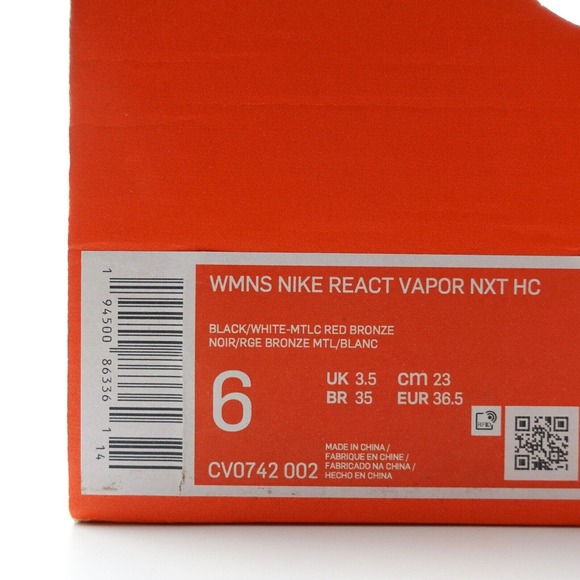 WMNS NIKE REACT VAPOR NXT HC
BLACK/WHITE-MTLC RED BRONZE
NOIR/RGE BRONZE MTL/BLANC
6
UK 3.5 cm 23
BR 35 EUR 36.5
MADE IN CHINA /
FABRIQUE EN CHINE /
FABRICADO NA CHINA /
HECHO EN CHINA
CV0742 002
1 94500 86336 1
14
RFID